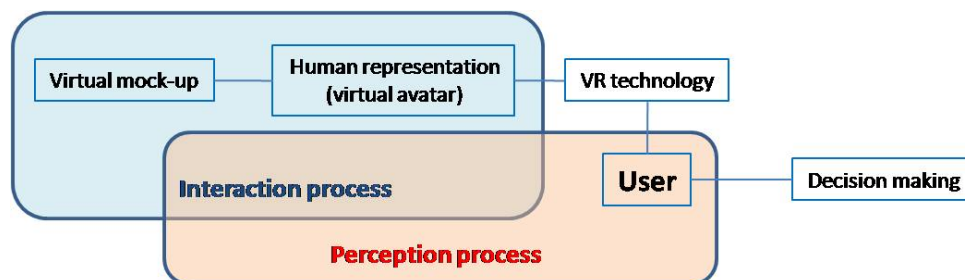 Virtual mock-up
Human representation
(virtual avatar)
VR technology
Interaction process
User
Decision making
Perception process